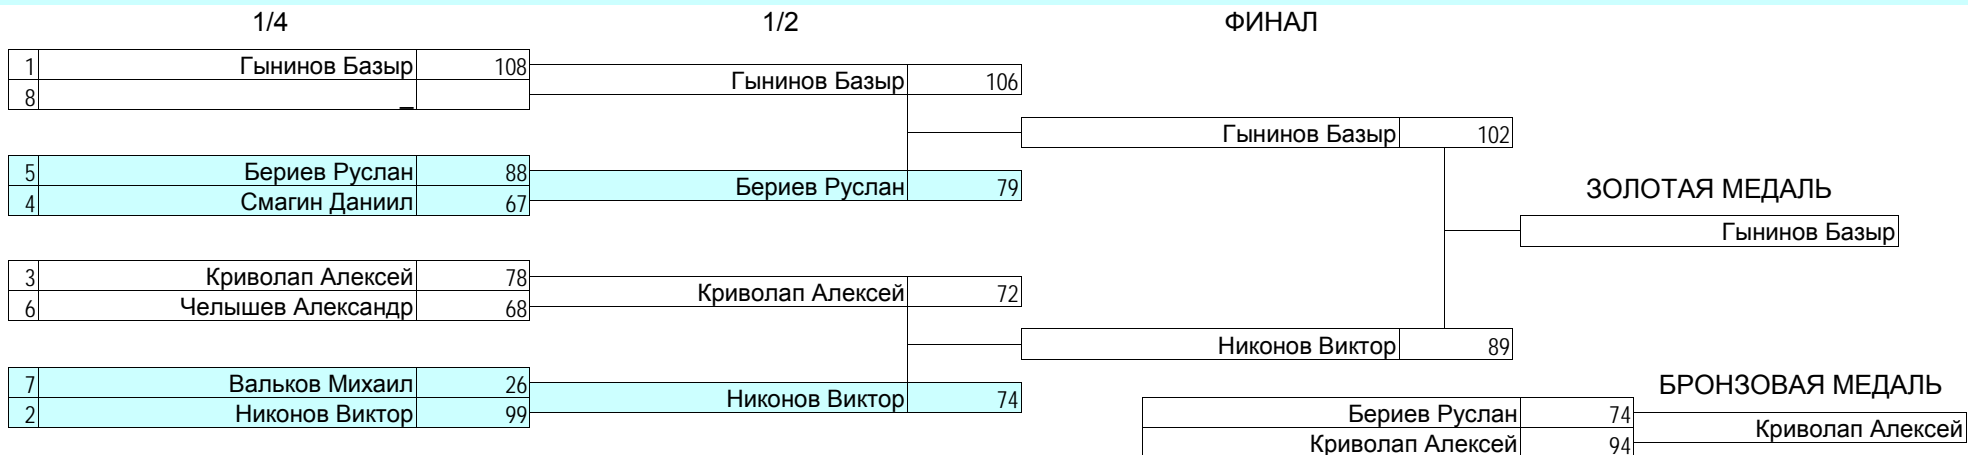 1/4 1/2 ФИНАЛ
1 Гынинов Базыр 108
Гынинов Базыр 106
8 _
Гынинов Базыр 102
5 Бериев Руслан 88
Бериев Руслан 79
ЗОЛОТАЯ МЕДАЛЬ
4 Смагин Даниил 67
Гынинов Базыр
3 Криволап Алексей 78
Криволап Алексей 72
6 Челышев Александр 68
Никонов Виктор 89
7 Вальков Михаил 26
БРОНЗОВАЯ МЕДАЛЬ
Никонов Виктор 74
2 Никонов Виктор 99
Бериев Руслан 74
Криволап Алексей
Криволап Алексей 94